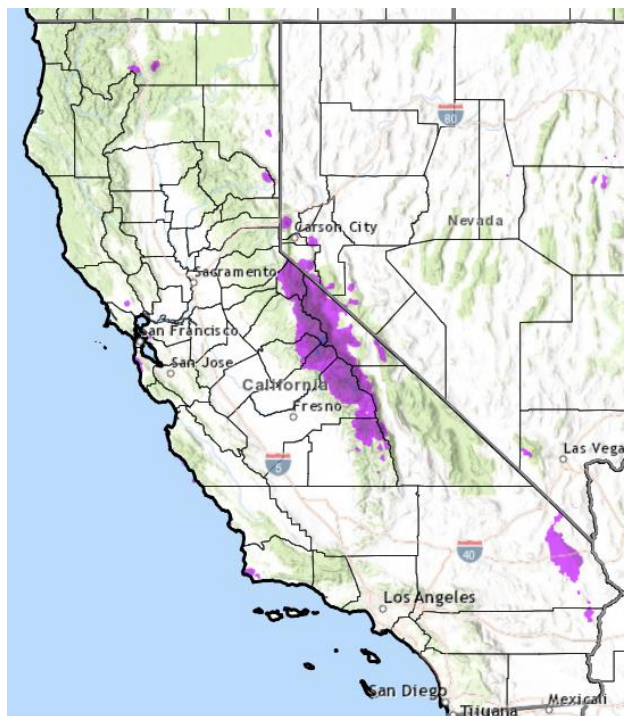 80
Nevada
Carson City
Sacramento
San Francisco
San Jose
California
Fresno
5
Las Vega
40
Los Angeles
San Diego
Tijuana
Mexicali